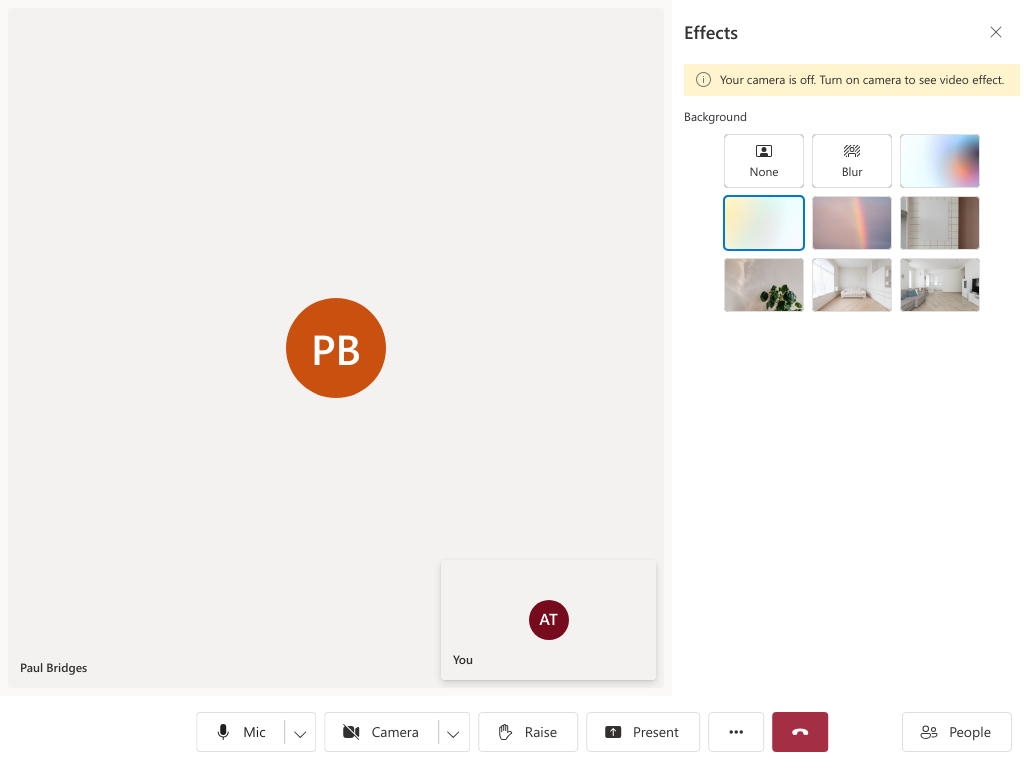 Effects
Your camera is off. Turn on camera to see video effect.
Background
None
Blur
PB
AT
You
Paul Bridges
Mic
Camera
Raise
Present
People